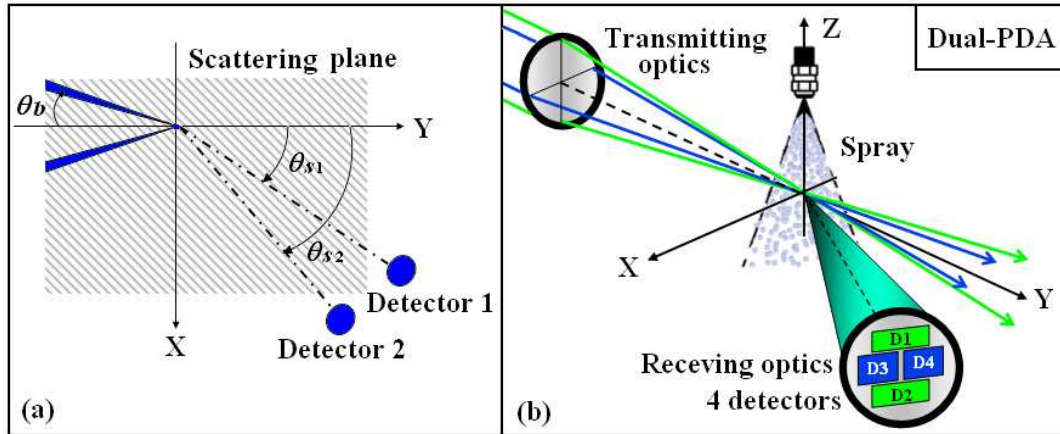 Scattering plane
θb
Y
θs1
θs2
Detector 1
Detector 2
X
(a)
Transmitting
optics
Z
Dual-PDA
Spray
X
Y
Receving optics
4 detectors
D1
D3
D4
D2
(b)